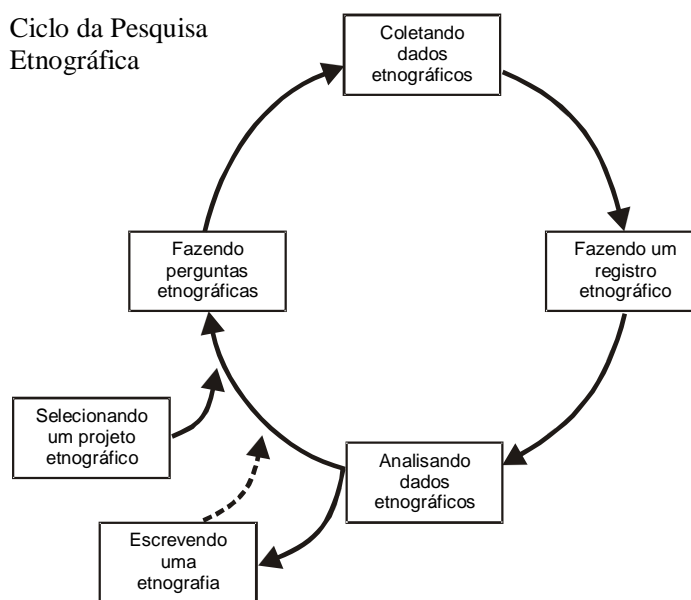 Ciclo da Pesquisa
Etnográfica
Coletando
dados
etnográficos
Fazendo
perguntas
etnográficas
Fazendo um
registro
etnográfico
Selecionando
um projeto
etnográfico
Analisando
dados
etnográficos
Escrevendo
uma
etnografia